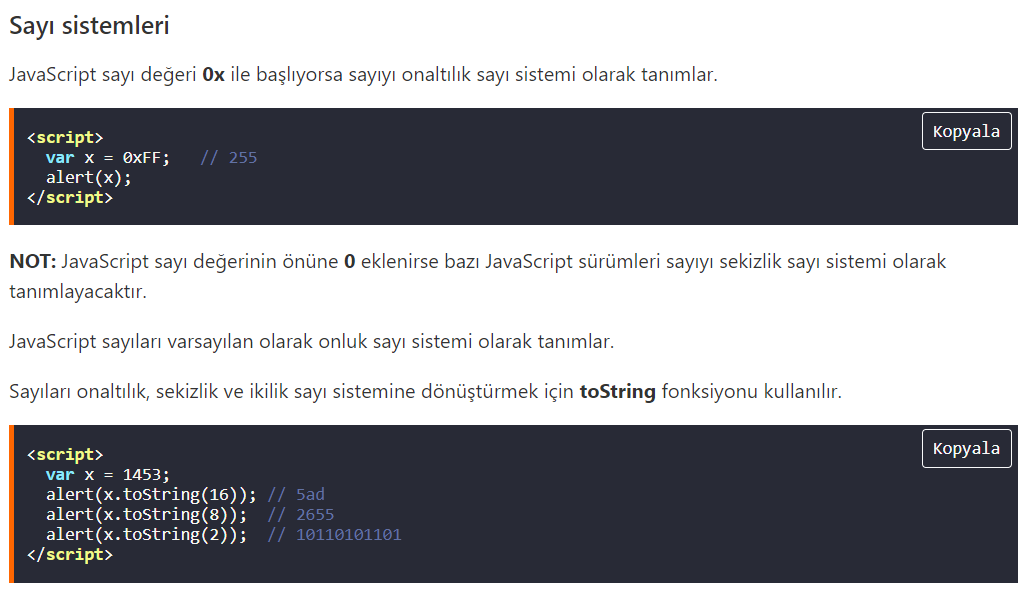 Sayı sistemleri
JavaScript sayı değeri 0x ile başlıyorsa sayıyı onaltılık sayı sistemi olarak tanımlar.
Kopyala
<script>
  var x = 0xFF;   // 255
  alert(x);
</script>
NOT: JavaScript sayı değerinin önüne 0 eklenirse bazı JavaScript sürümleri sayıyı sekizlik sayı sistemi olarak
tanımlayacaktır.
JavaScript sayıları varsayılan olarak onluk sayı sistemi olarak tanımlar.
Sayıları onaltılık, sekizlik ve ikilik sayı sistemine dönüştürmek için toString fonksiyonu kullanılır.
Kopyala
<script>
  var x = 1453;
  alert(x.toString(16)); // 5ad
  alert(x.toString(8));  // 2655
  alert(x.toString(2));  // 10110101101
</script>